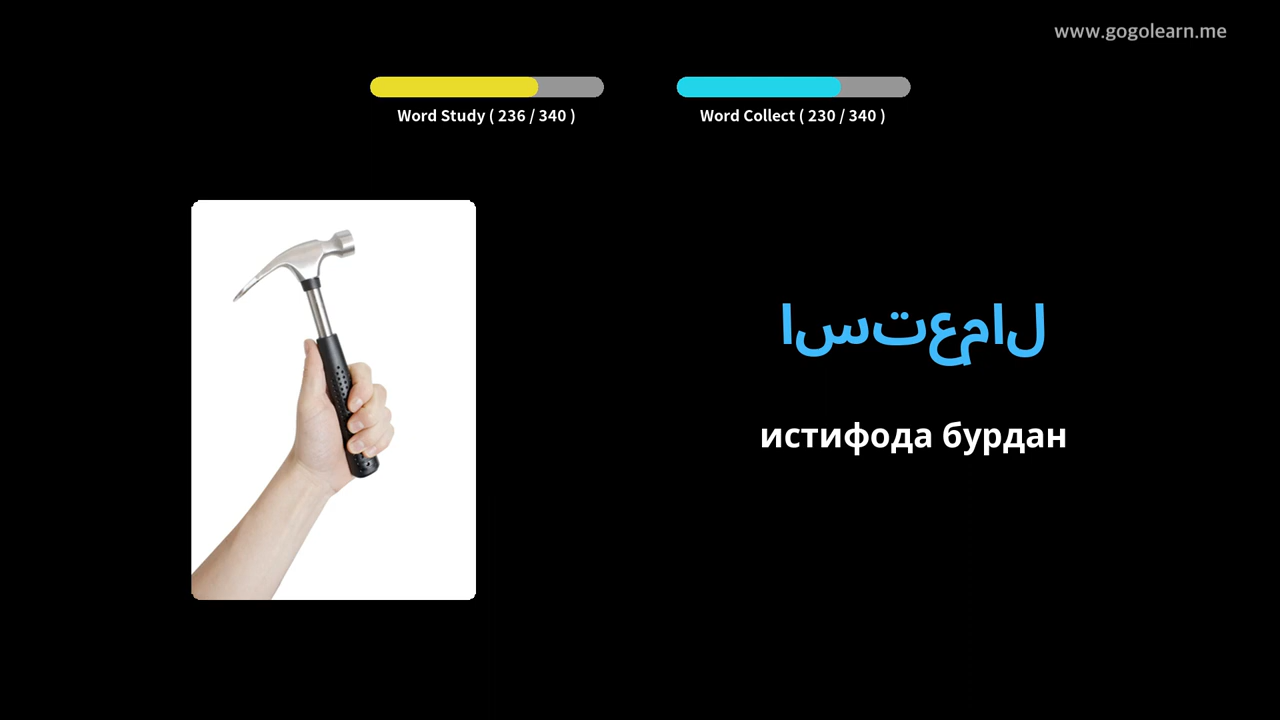 www.gogolearn.me
Word Study ( 236 / 340 )
Word Collect ( 230 / 340 )
استعمال
истифода бурдан